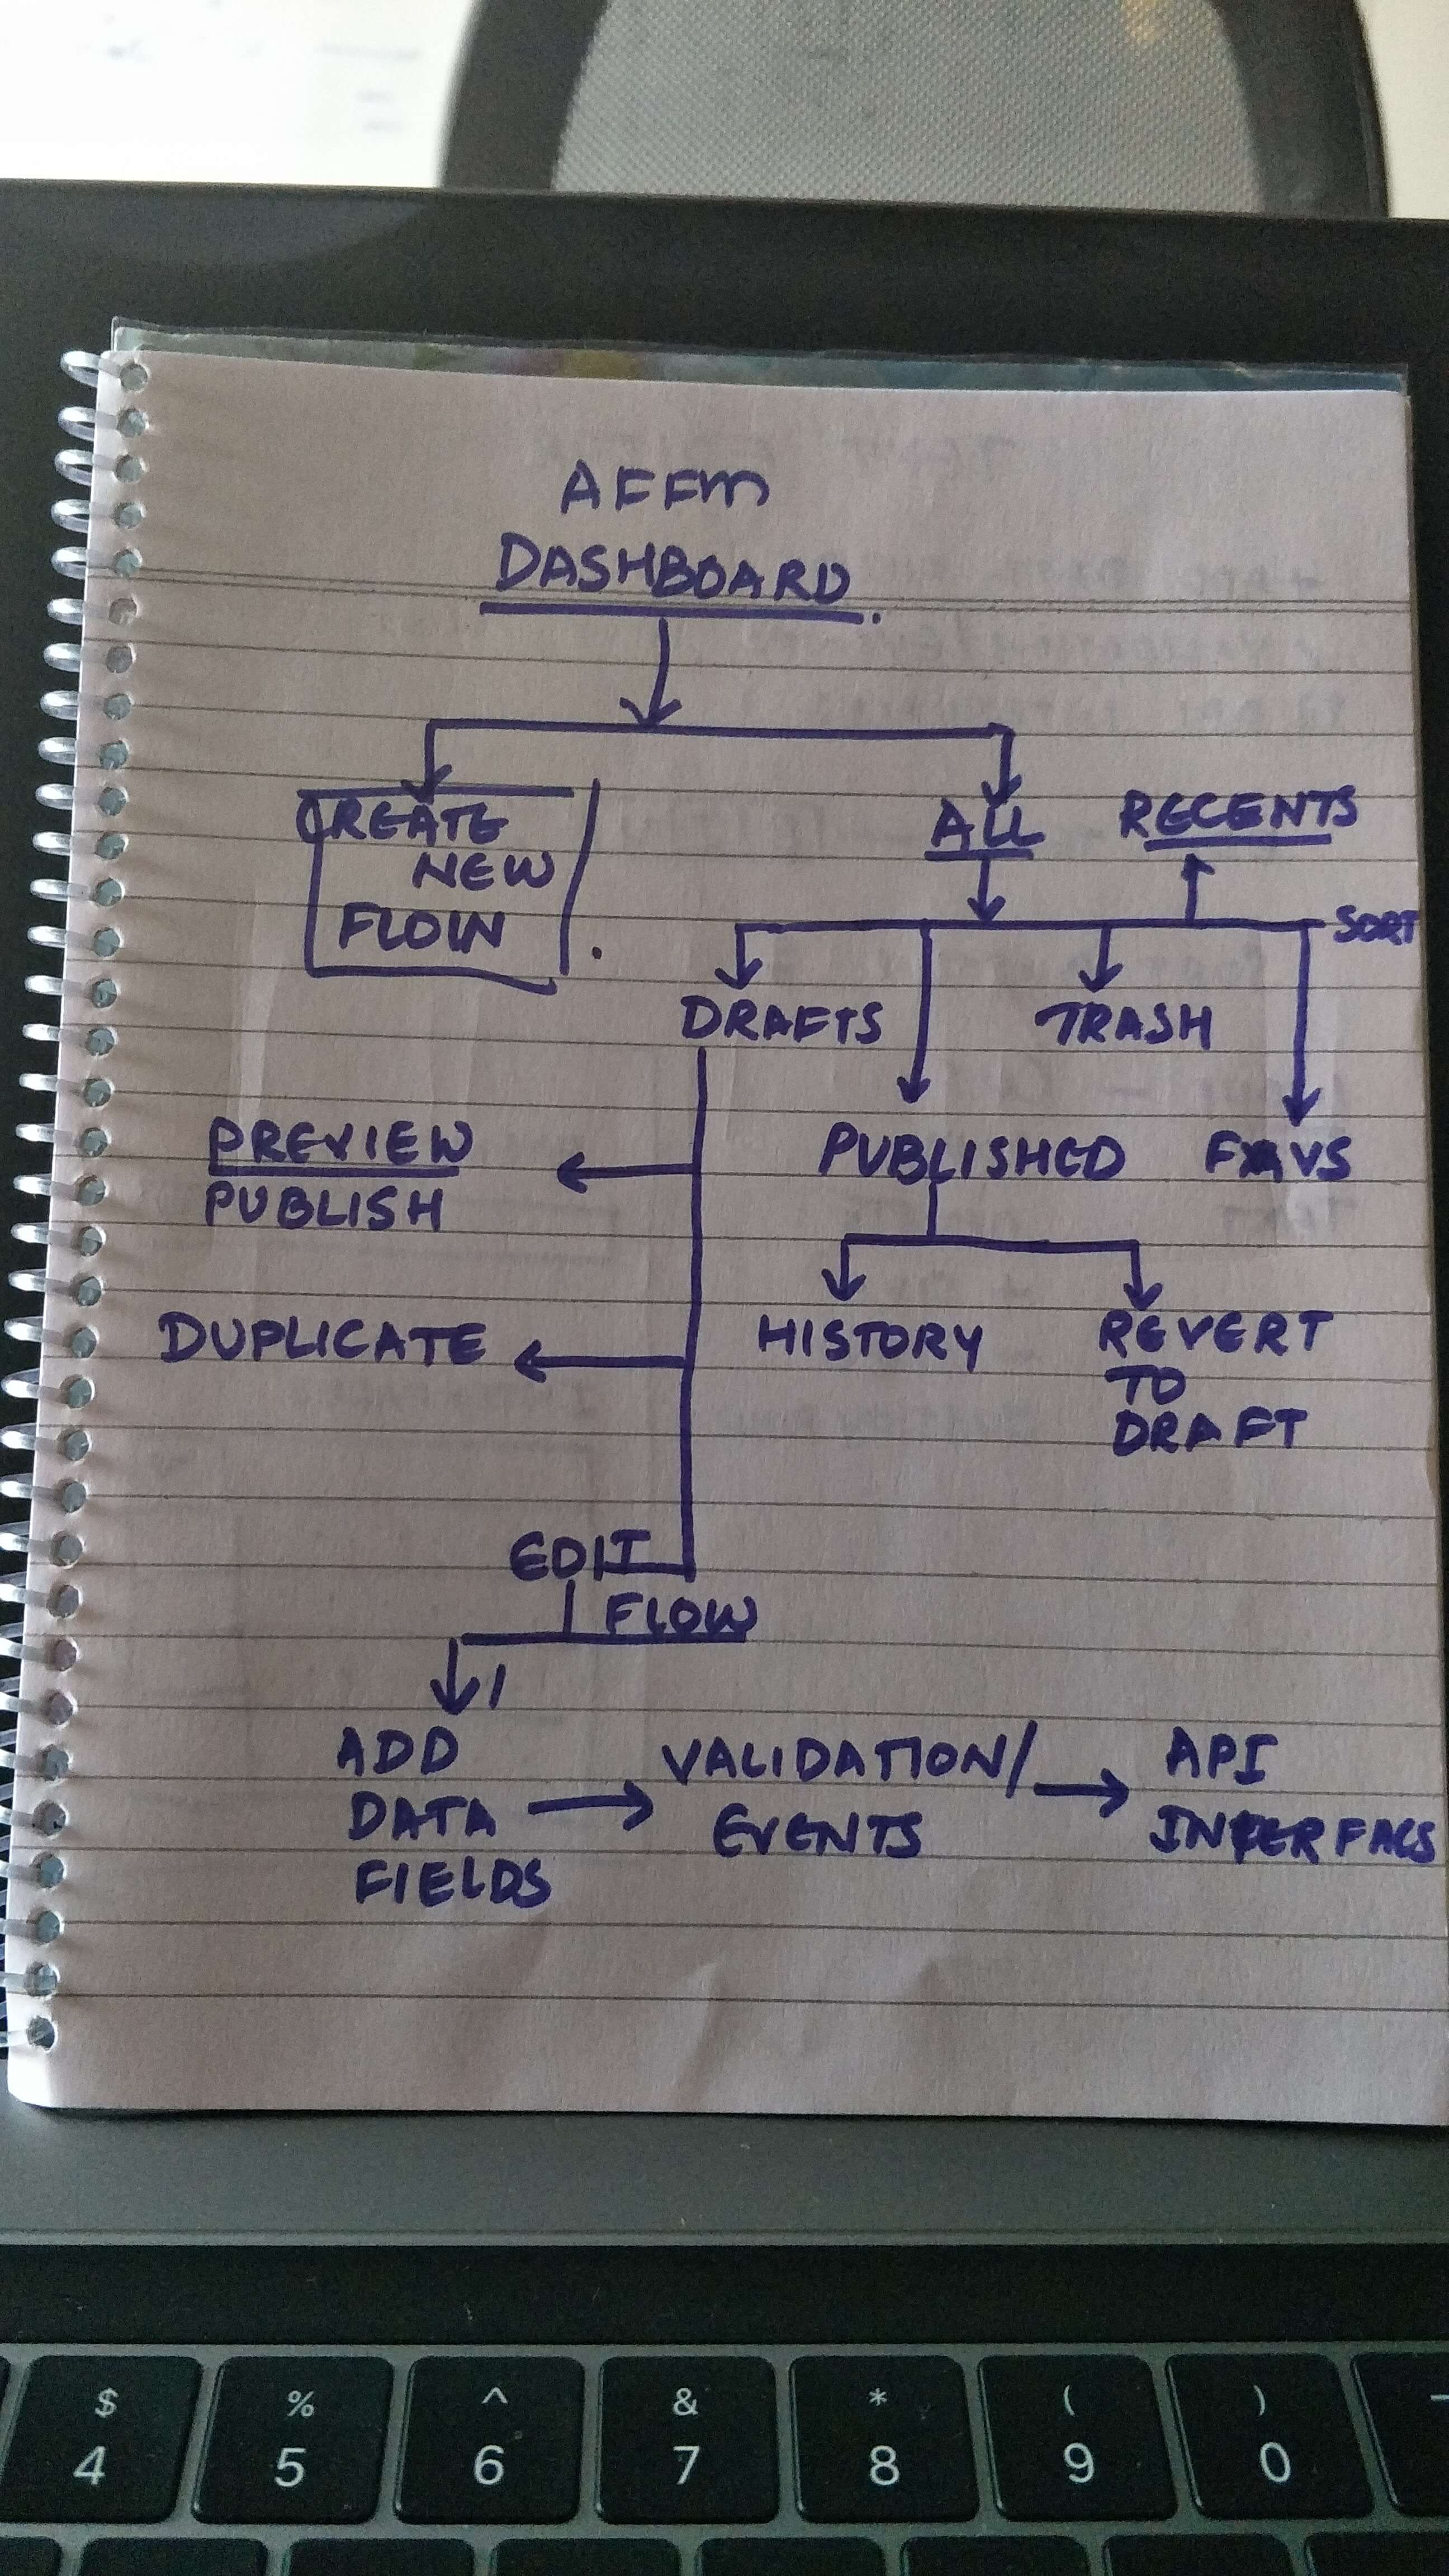 AFFM
DASHBOARD.
CREATE
NEW
FLOW
ALL
RECENTS
SORT
DRAFTS
TRASH
PUBLISHED
FAVS
PREVIEW
PUBLISH
DUPLICATE
HISTORY
REVERT
TO
DRAFT
EDIT
FLOW
ADD
DATA
FIELDS
VALIDATION/
EVENTS
API
$ % ^ & * ( )
4 5 6 7 8 9 0